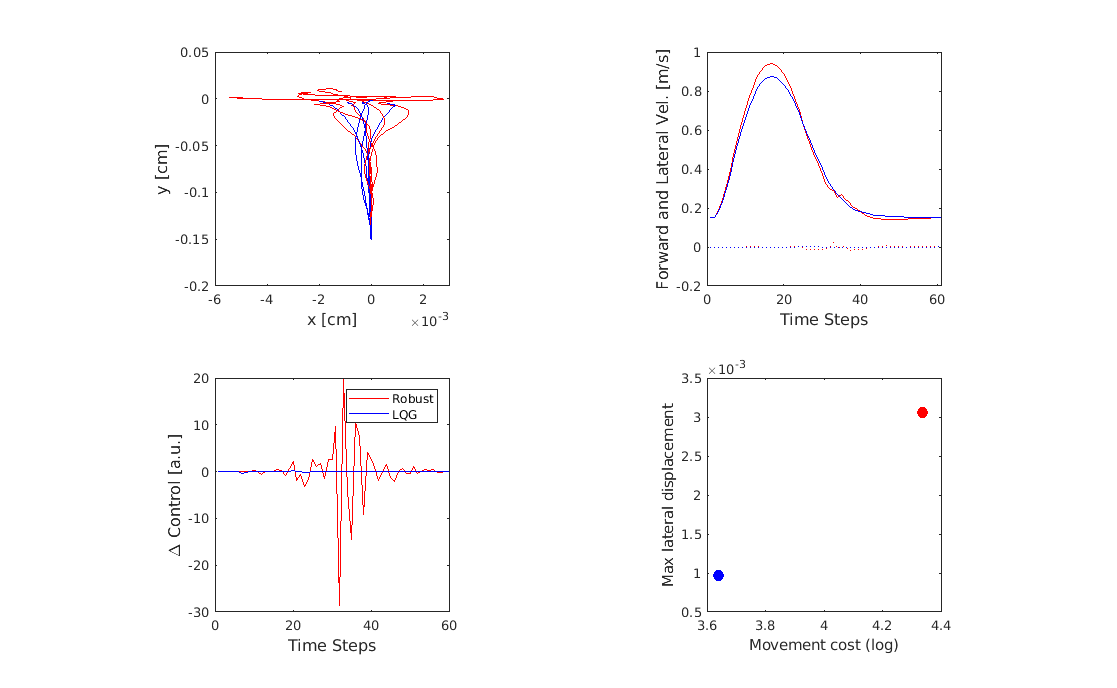 0.05
0
-0.05
-0.1
-0.15
-0.2
y [cm]
-6 -4 -2 0 2
x [cm]
×10-3
1
0.8
0.6
0.4
0.2
0
-0.2
Forward and Lateral Vel. [m/s]
0 20 40 60
Time Steps
20
10
0
-10
-20
-30
Δ Control [a.u.]
Robust
LQG
0 20 40 60
Time Steps
×10-3
3.5
3
2.5
2
1.5
1
0.5
Max lateral displacement
3.6 3.8 4 4.2 4.4
Movement cost (log)